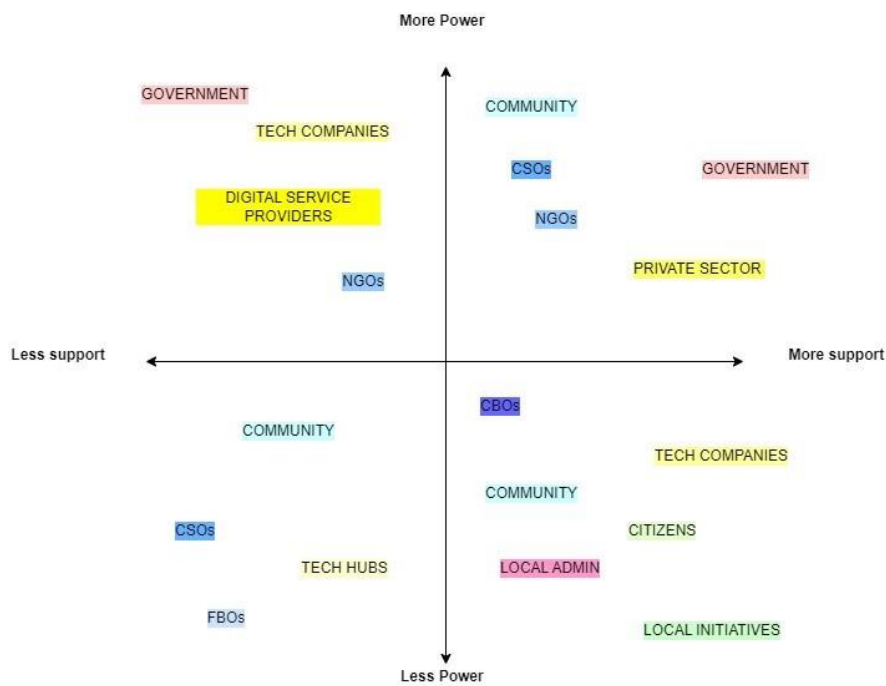 More Power
GOVERNMENT
COMMUNITY
TECH COMPANIES
CSOs
GOVERNMENT
DIGITAL SERVICE
PROVIDERS
NGOs
PRIVATE SECTOR
NGOs
Less support
More support
CBOs
COMMUNITY
TECH COMPANIES
COMMUNITY
CSOs
CITIZENS
TECH HUBS
LOCAL ADMIN
FBOs
LOCAL INITIATIVES
Less Power